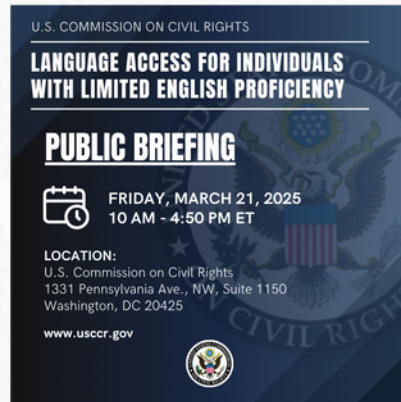 U.S. COMMISSION ON CIVIL RIGHTS
LANGUAGE ACCESS FOR INDIVIDUALS
WITH LIMITED ENGLISH PROFICIENCY
PUBLIC BRIEFING
FRIDAY, MARCH 21, 2025
10 AM - 4:50 PM ET
LOCATION:
U.S. Commission on Civil Rights
1331 Pennsylvania Ave., NW, Suite 1150
Washington, DC 20425
www.usccr.gov